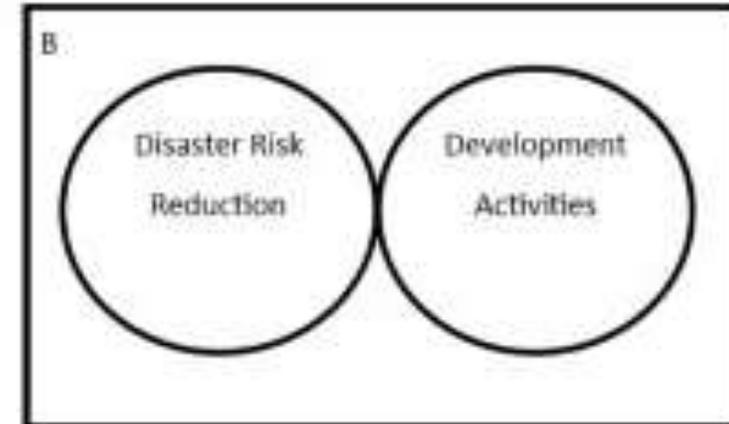 B
Disaster Risk
Reduction
Development
Activities